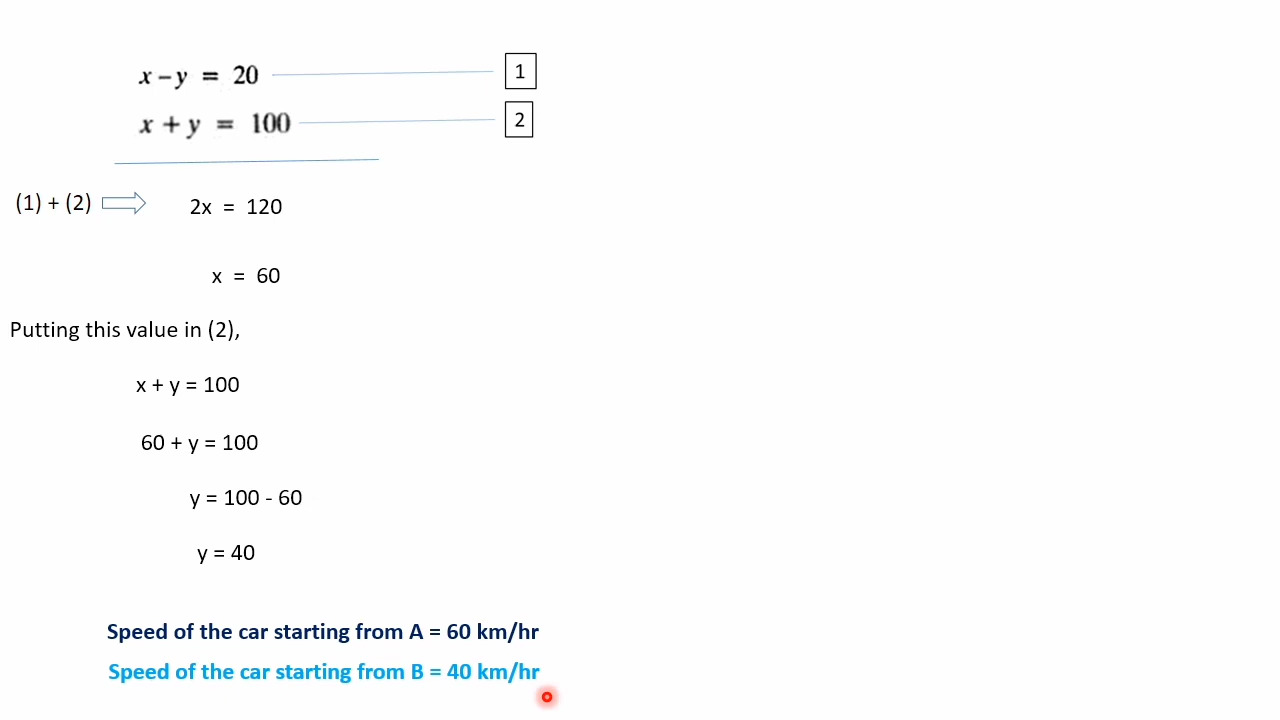 x – y = 20 1
x + y = 100 2
(1) + (2) 2x = 120
x = 60
Putting this value in (2),
x + y = 100
60 + y = 100
y = 100 - 60
y = 40
Speed of the car starting from A = 60 km/hr
Speed of the car starting from B = 40 km/hr